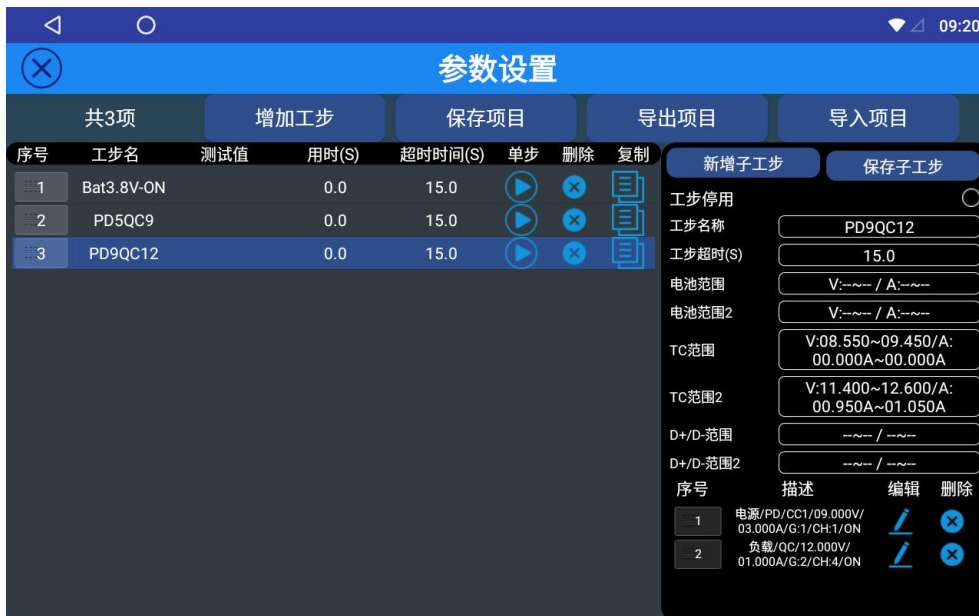 09:20
参数设置
共3项 增加工步 保存项目 导出项目 导入项目
序号 工步名 测试值 用时(S) 超时时间(S) 单步 删除 复制
1 Bat3.8V-ON 0.0 15.0
2 PD5QC9 0.0 15.0
3 PD9QC12 0.0 15.0
新增子工步 保存子工步
工步停用
工步名称 PD9QC12
工步超时(S) 15.0
电池范围 V:--~-- / A:--~--
电池范围2 V:--~-- / A:--~--
TC范围 V:08.550~09.450/A:
00.000A~00.000A
TC范围2 V:11.400~12.600/A:
00.950A~01.050A
D+/D-范围 --~-- / --~--
D+/D-范围2 --~-- / --~--
序号 描述 编辑 删除
1 电源/PD/CC1/09.000V/
03.000A/G:1/CH:1/ON
2 负载/QC/12.000V/
01.000A/G:2/CH:4/ON